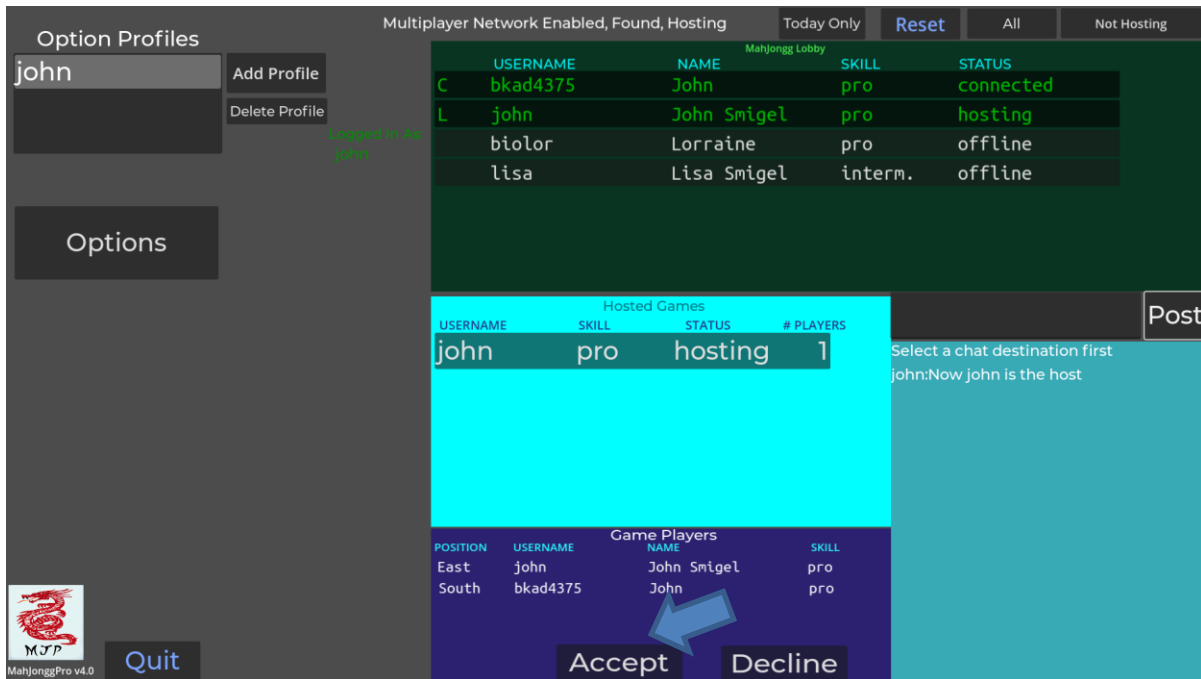 Multiplayer Network Enabled, Found, Hosting Today Only Reset All Not Hosting
Option Profiles
john
Add Profile
Delete Profile
Logged In As
john
Options
Mahjongg Lobby
USERNAME NAME SKILL STATUS
C bkad4375 John pro connected
L john John Smigel pro hosting
biolor Lorraine pro offline
lisa Lisa Smigel interm. offline
Hosted Games
USERNAME SKILL STATUS # PLAYERS
john pro hosting 1
Post
Select a chat destination first
john:Now john is the host
Game Players
POSITION USERNAME NAME SKILL
East john John Smigel pro
South bkad4375 John pro
Accept Decline
MJP
MahJonggPro v4.0
Quit